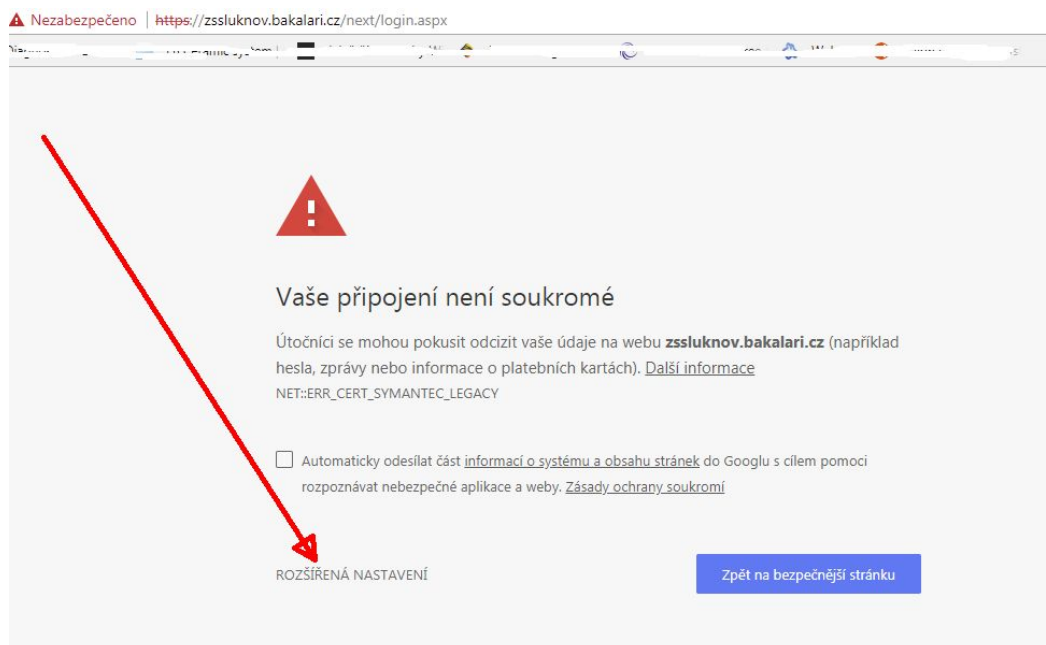 Nezabezpečeno | https://zssluknov.bakalari.cz/next/login.aspx
Vaše připojení není soukromé
Útočníci se mohou pokusit odcizit vaše údaje na webu zssluknov.bakalari.cz (například
hesla, zprávy nebo informace o platebních kartách). Další informace
NET::ERR_CERT_SYMANTEC_LEGACY
Automaticky odesílat část informací o systému a obsahu stránek do Googlu s cílem pomoci
rozpoznávat nebezpečné aplikace a weby. Zásady ochrany soukromí
ROZŠÍŘENÁ NASTAVENÍ
Zpět na bezpečnější stránku